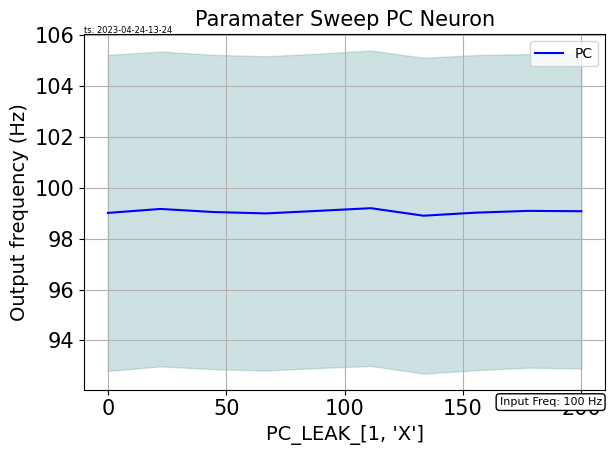 Paramater Sweep PC Neuron
ts: 2023-04-24-13-24
PC
Output frequency (Hz)
106
104
102
100
98
96
94
0 50 100 150 200
Input Freq: 100 Hz
PC_LEAK_[1, 'X']